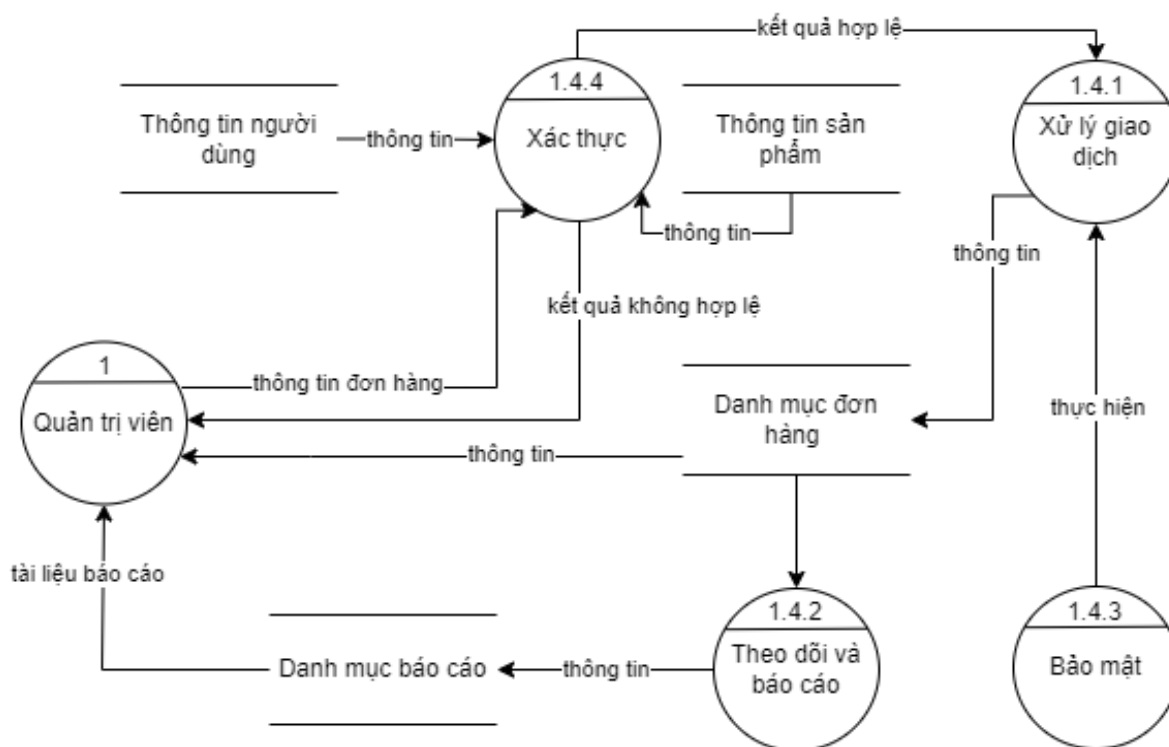 kết quả hợp lệ
1.4.4
Xác thực
1.4.1
Xử lý giao
dịch
Thông tin người
dùng
thông tin
Thông tin sản
phẩm
thông tin
thông tin
kết quả không hợp lệ
1
Quản trị viên
thông tin đơn hàng
Danh mục đơn
hàng
thực hiện
thông tin
tài liệu báo cáo
1.4.2
Theo dõi và
báo cáo
1.4.3
Bảo mật
Danh mục báo cáo
thông tin